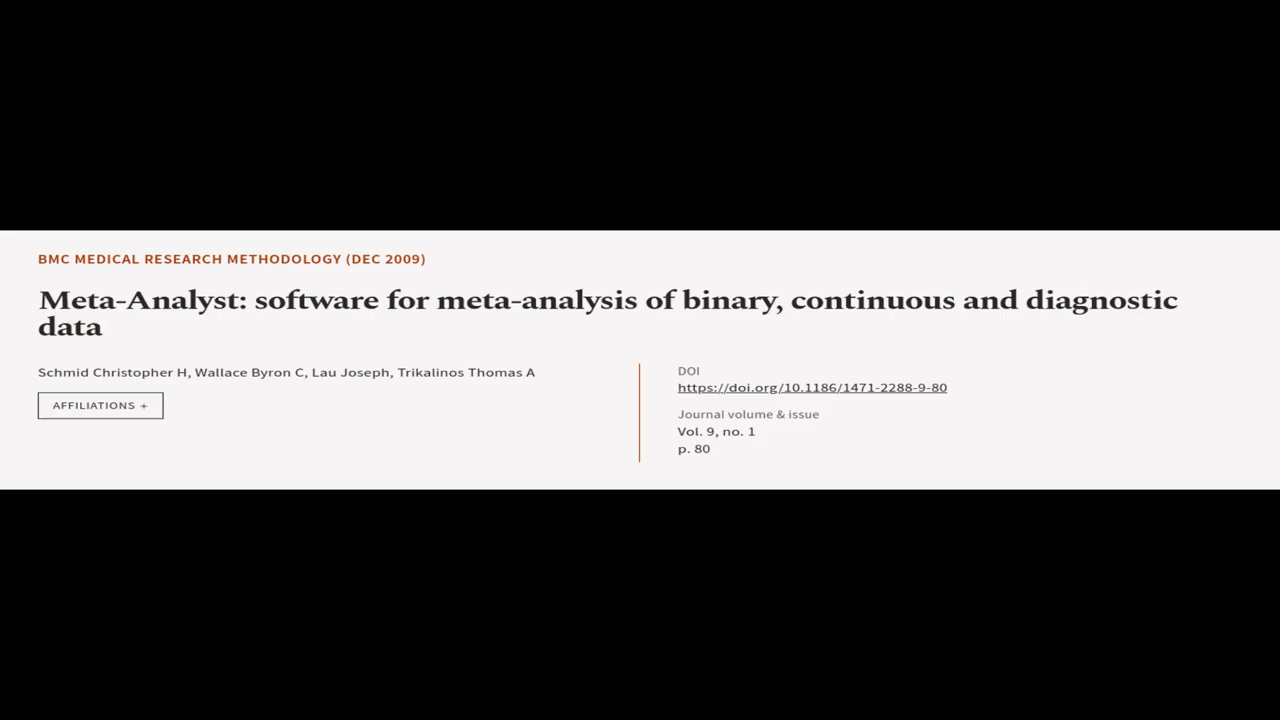 BMC MEDICAL RESEARCH METHODOLOGY (DEC 2009)
Meta-Analyst: software for meta-analysis of binary, continuous and diagnostic
data
Schmid Christopher H, Wallace Byron C, Lau Joseph, Trikalinos Thomas A
AFFILIATIONS +
DOI
https://doi.org/10.1186/1471-2288-9-80
Journal volume & issue
Vol. 9, no. 1
p. 80